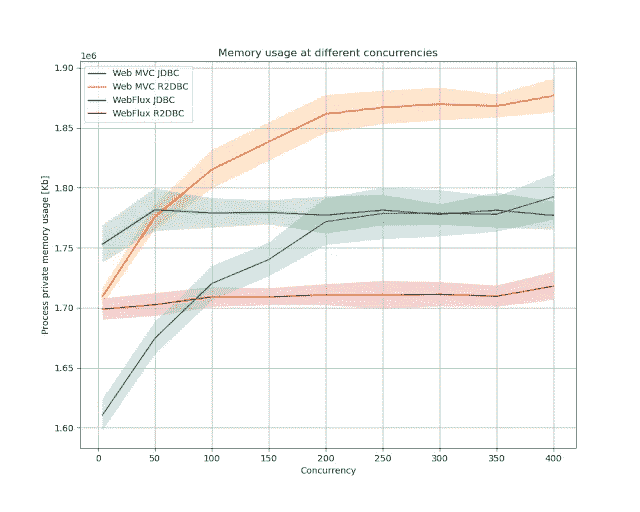 Memory usage at different concurrencies
1e6
Web MVC JDBC
Web MVC R2DBC
WebFlux JDBC
WebFlux R2DBC
1.90
1.85
1.80
1.75
1.70
1.65
1.60
Process private memory usage [Kb]
0 50 100 150 200 250 300 350 400
Concurrency